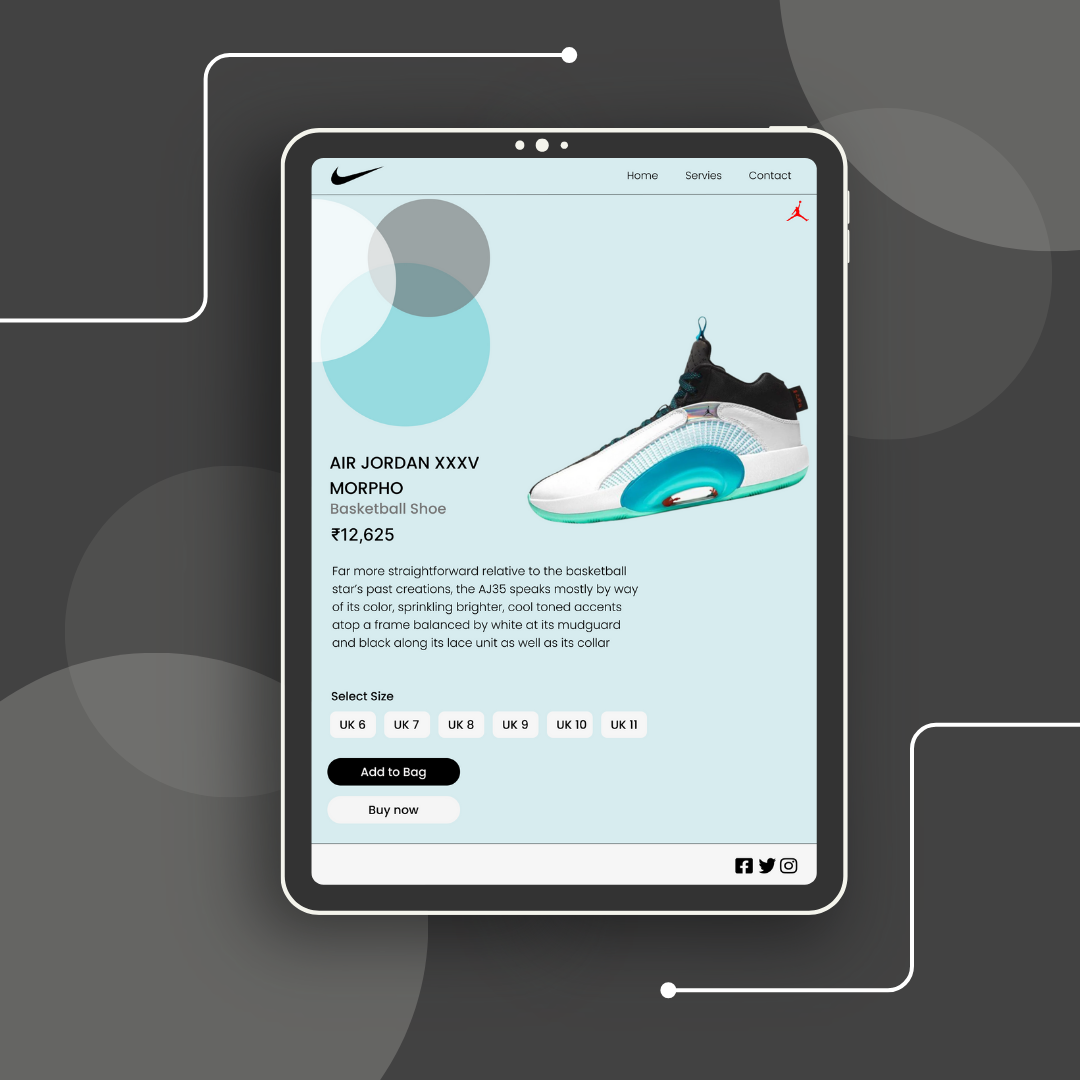 Home Servies Contact
AIR JORDAN XXXV
MORPHO
Basketball Shoe
₹12,625
Far more straightforward relative to the basketball
star’s past creations, the AJ35 speaks mostly by way
of its color, sprinkling brighter, cool toned accents
atop a frame balanced by white at its mudguard
and black along its lace unit as well as its collar
Select Size
UK 6 UK 7 UK 8 UK 9 UK 10 UK 11
Add to Bag
Buy now